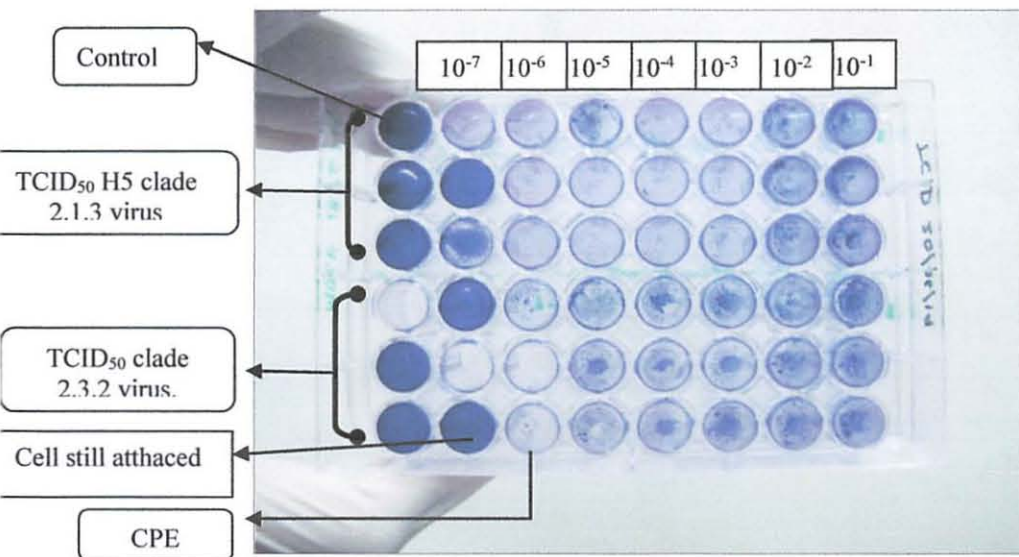 Control
10-7 10-6 10-5 10-4 10-3 10-2 10-1
TCID50 H5 clade
2.1.3 virus
TCID50 clade
2.3.2 virus.
Cell still atthaced
CPE